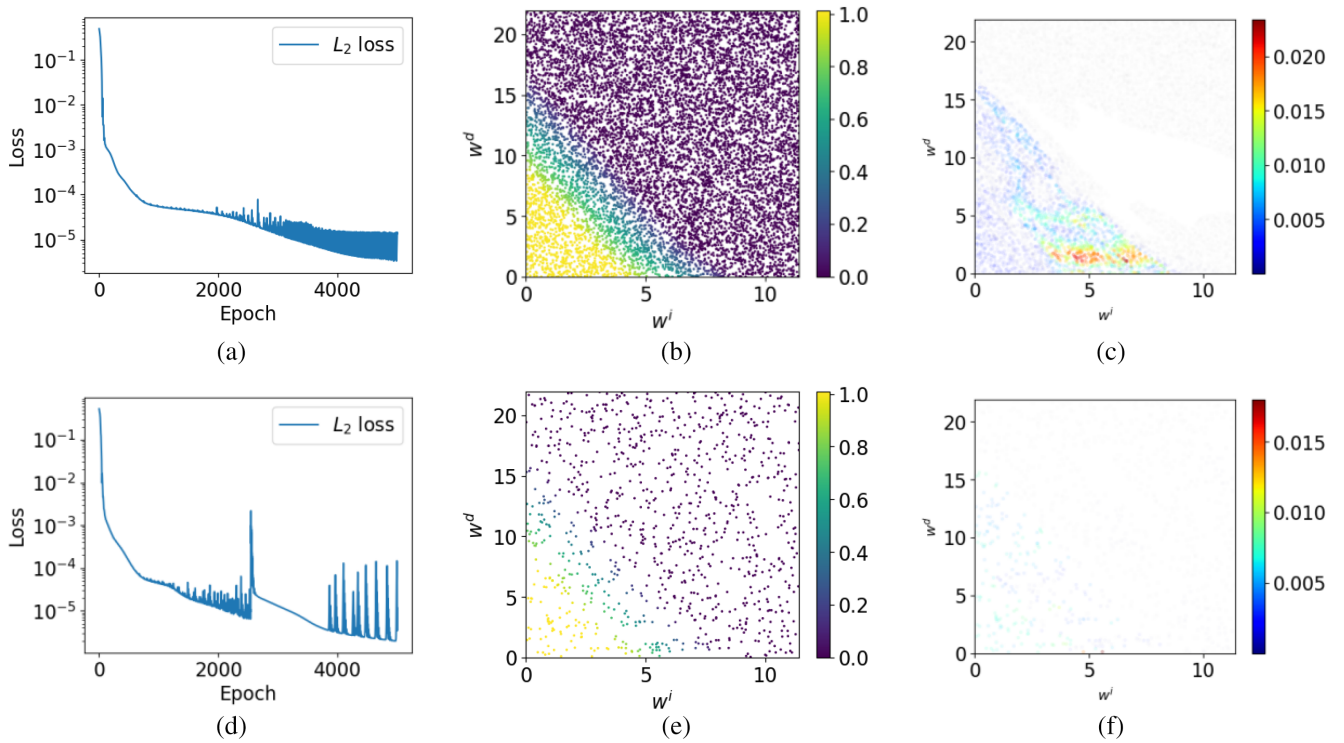 10⁻¹
10⁻²
10⁻³
10⁻⁴
10⁻⁵
Loss
L₂ loss
0 2000 4000
Epoch
(a)
20
15
10
5
0
w^d
0 5 10
w^i
1.0
0.8
0.6
0.4
0.2
0.0
(b)
20
15
10
5
0
w^d
0 5 10
w^i
0.020
0.015
0.010
0.005
(c)
10⁻¹
10⁻²
10⁻³
10⁻⁴
10⁻⁵
Loss
L₂ loss
0 2000 4000
Epoch
(d)
20
15
10
5
0
w^d
0 5 10
w^i
1.0
0.8
0.6
0.4
0.2
0.0
(e)
20
15
10
5
0
w^d
0 5 10
w^i
0.015
0.010
0.005
(f)